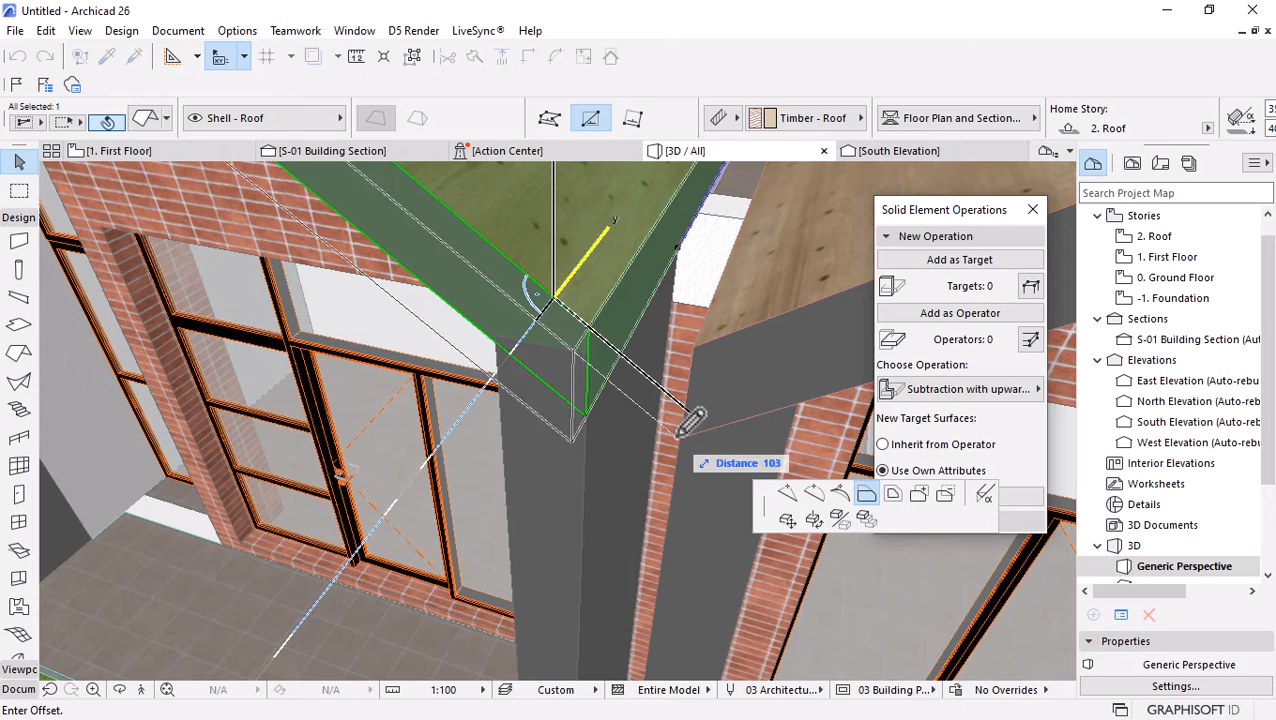 Untitled - Archicad 26
File Edit View Design Document Options Teamwork Window D5 Render LiveSync® Help
All Selected: 1
Shell - Roof
Timber - Roof
Floor Plan and Section...
Home Story:
2. Roof
[1. First Floor]
[S-01 Building Section]
[Action Center]
[3D / All]
[South Elevation]
Design
Solid Element Operations
New Operation
Add as Target
Targets: 0
Add as Operator
Operators: 0
Choose Operation:
Subtraction with upwar...
New Target Surfaces:
Inherit from Operator
Use Own Attributes
y
Distance 103
Search Project Map
Stories
2. Roof
1. First Floor
0. Ground Floor
-1. Foundation
Sections
S-01 Building Section
Elevations
East Elevation (Auto-rebu
North Elevation (Auto-reb
South Elevation (Auto-reb
West Elevation (Auto-rebu
Interior Elevations
Worksheets
Details
3D Documents
3D
Generic Perspective
Properties
Generic Perspective
Settings...
GRAPHISOFT ID
Viewpc
Docum
N/A
N/A
1:100
Custom
Entire Model
03 Architectu...
03 Building P...
No Overrides
Enter Offset.